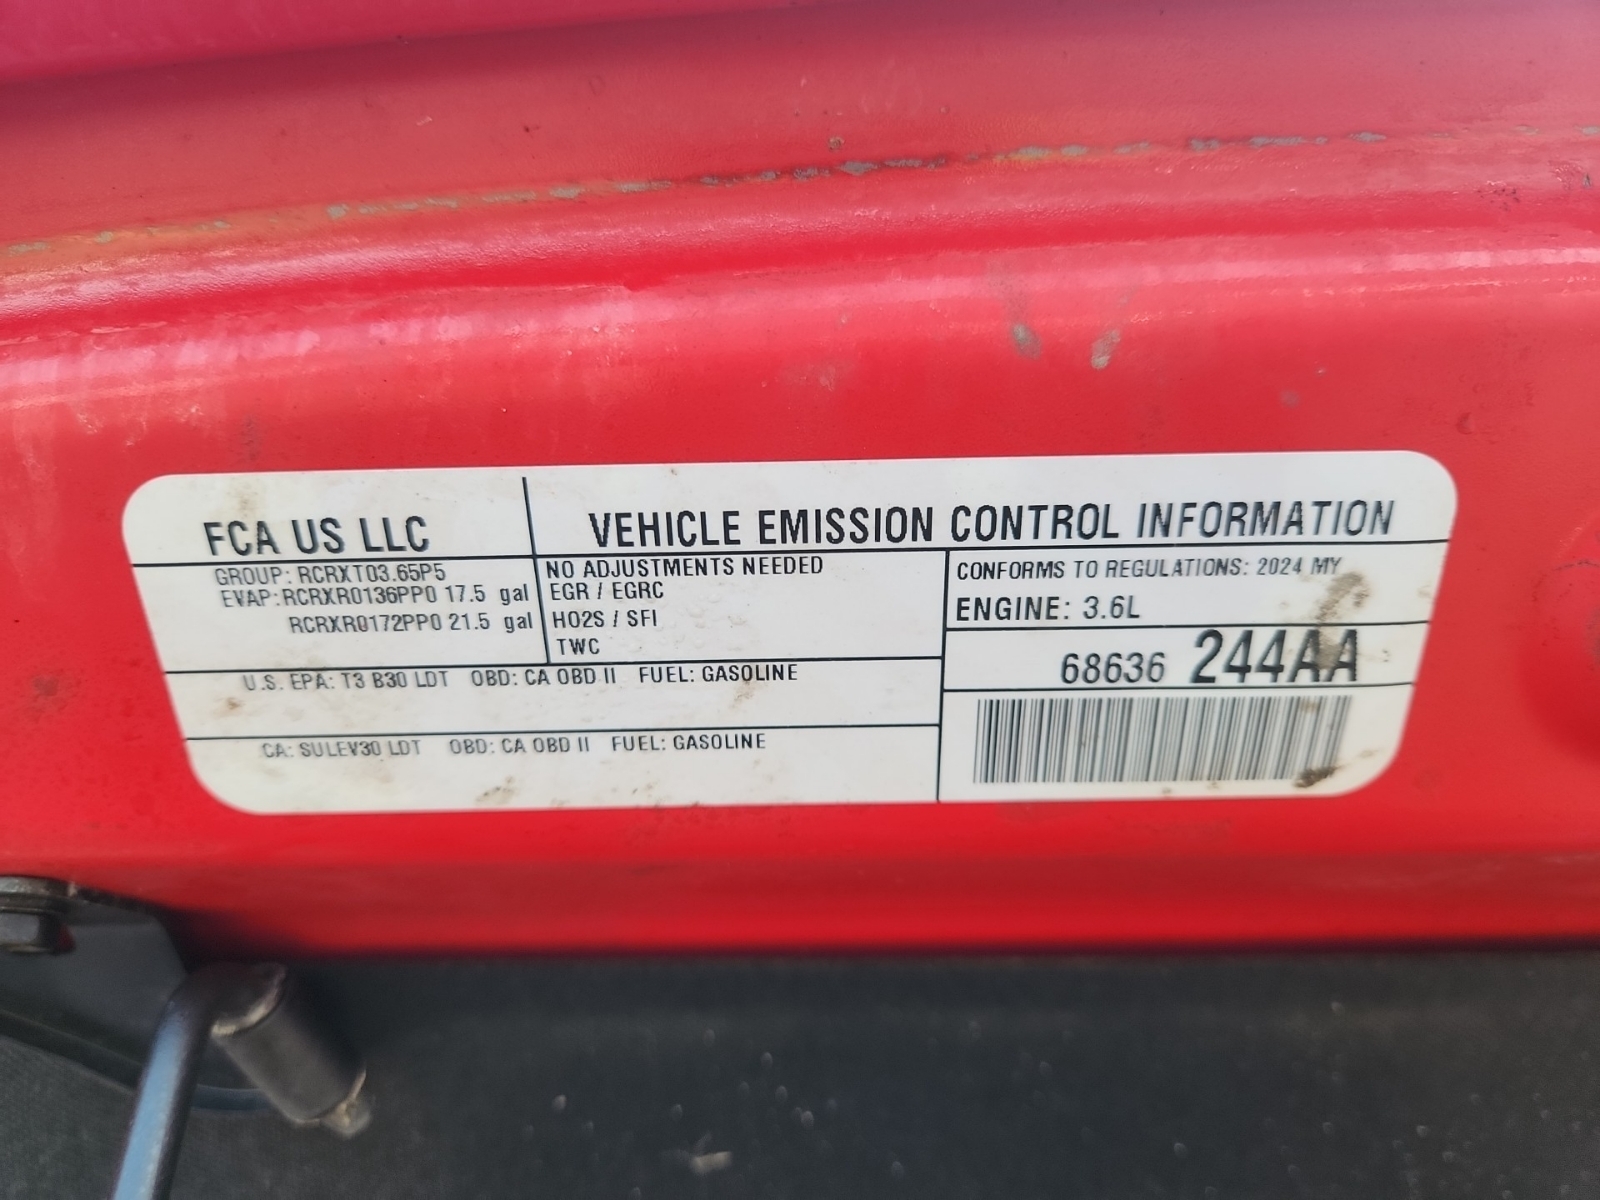 FCA US LLC
VEHICLE EMISSION CONTROL INFORMATION
GROUP: RCRXT03.65P5
EVAP:RCRXR0136PP0 17.5 gal
RCRXR0172PP0 21.5 gal
NO ADJUSTMENTS NEEDED
EGR / EGRC
HO2S / SFI
TWC
CONFORMS TO REGULATIONS: 2024 MY
ENGINE: 3.6L
68636 244AA
U.S. EPA: T3 B30 LDT OBD: CA OBD II FUEL: GASOLINE
CA: SULEV30 LDT OBD: CA OBD II FUEL: GASOLINE